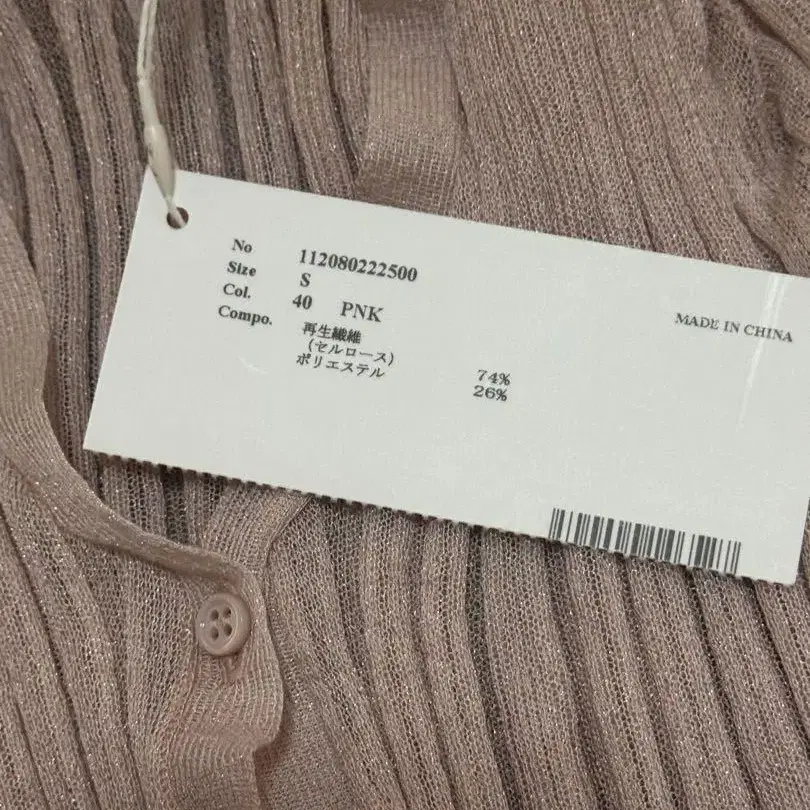 No 112080222500
Size S
Col. 40 PNK
Compo. 再生繊維
(セルロース) 74%
ポリエステル 26%
MADE IN CHINA